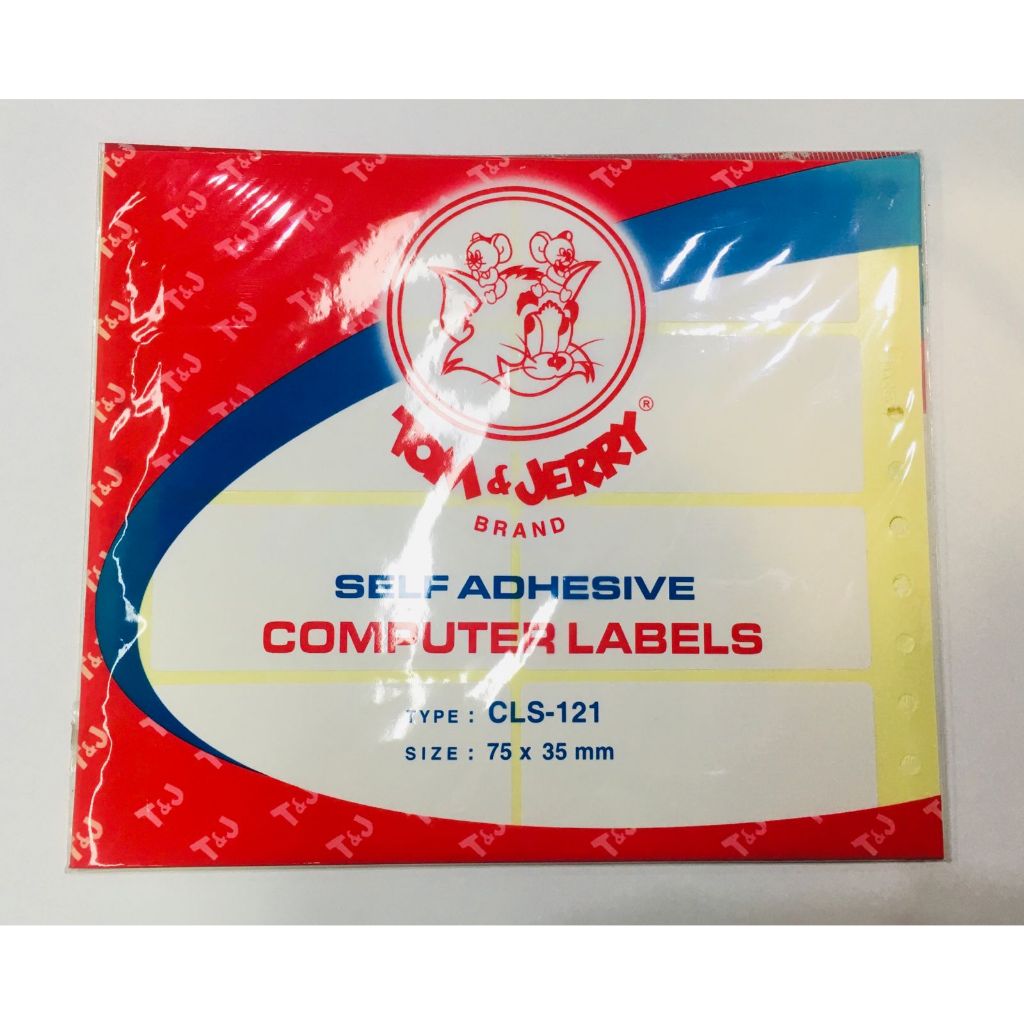 TOM & JERRY ®
BRAND
SELF ADHESIVE
COMPUTER LABELS
TYPE : CLS-121
SIZE : 75 x 35 mm
T&J
T&J
T&J
T&J
T&J
T&J
T&J
T&J
T&J
T&J
T&J
T&J